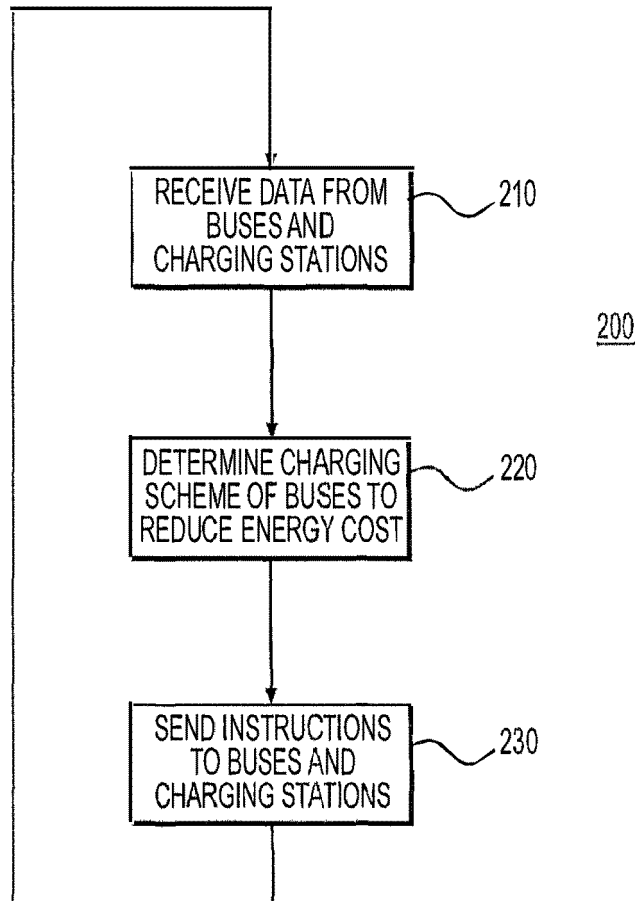 RECEIVE DATA FROM
BUSES AND
CHARGING STATIONS
210
200
DETERMINE CHARGING
SCHEME OF BUSES TO
REDUCE ENERGY COST
220
SEND INSTRUCTIONS
TO BUSES AND
CHARGING STATIONS
230